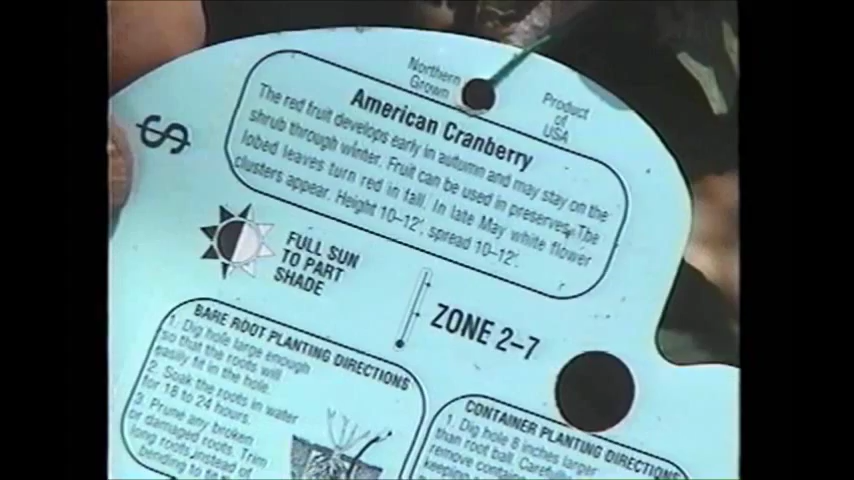 Northern
Grown
Product
of
USA
$
American Cranberry
The red fruit develops early in autumn and may stay on the
shrub through winter. Fruit can be used in preserves. The
lobed leaves turn red in fall. In late May white flower
clusters appear. Height 10–12', spread 10–12'.
FULL SUN
TO PART
SHADE
ZONE 2–7
BARE ROOT PLANTING DIRECTIONS
1. Dig hole large enough
so that the roots will
easily fit in the hole.
2. Soak the roots in water
for 18 to 24 hours.
3. Prune any broken
or damaged roots. Trim
long roots instead of
bending to
CONTAINER PLANTING DIRECTIONS
1. Dig hole 8 inches larger
than root ball. Carefully
remove
keeping